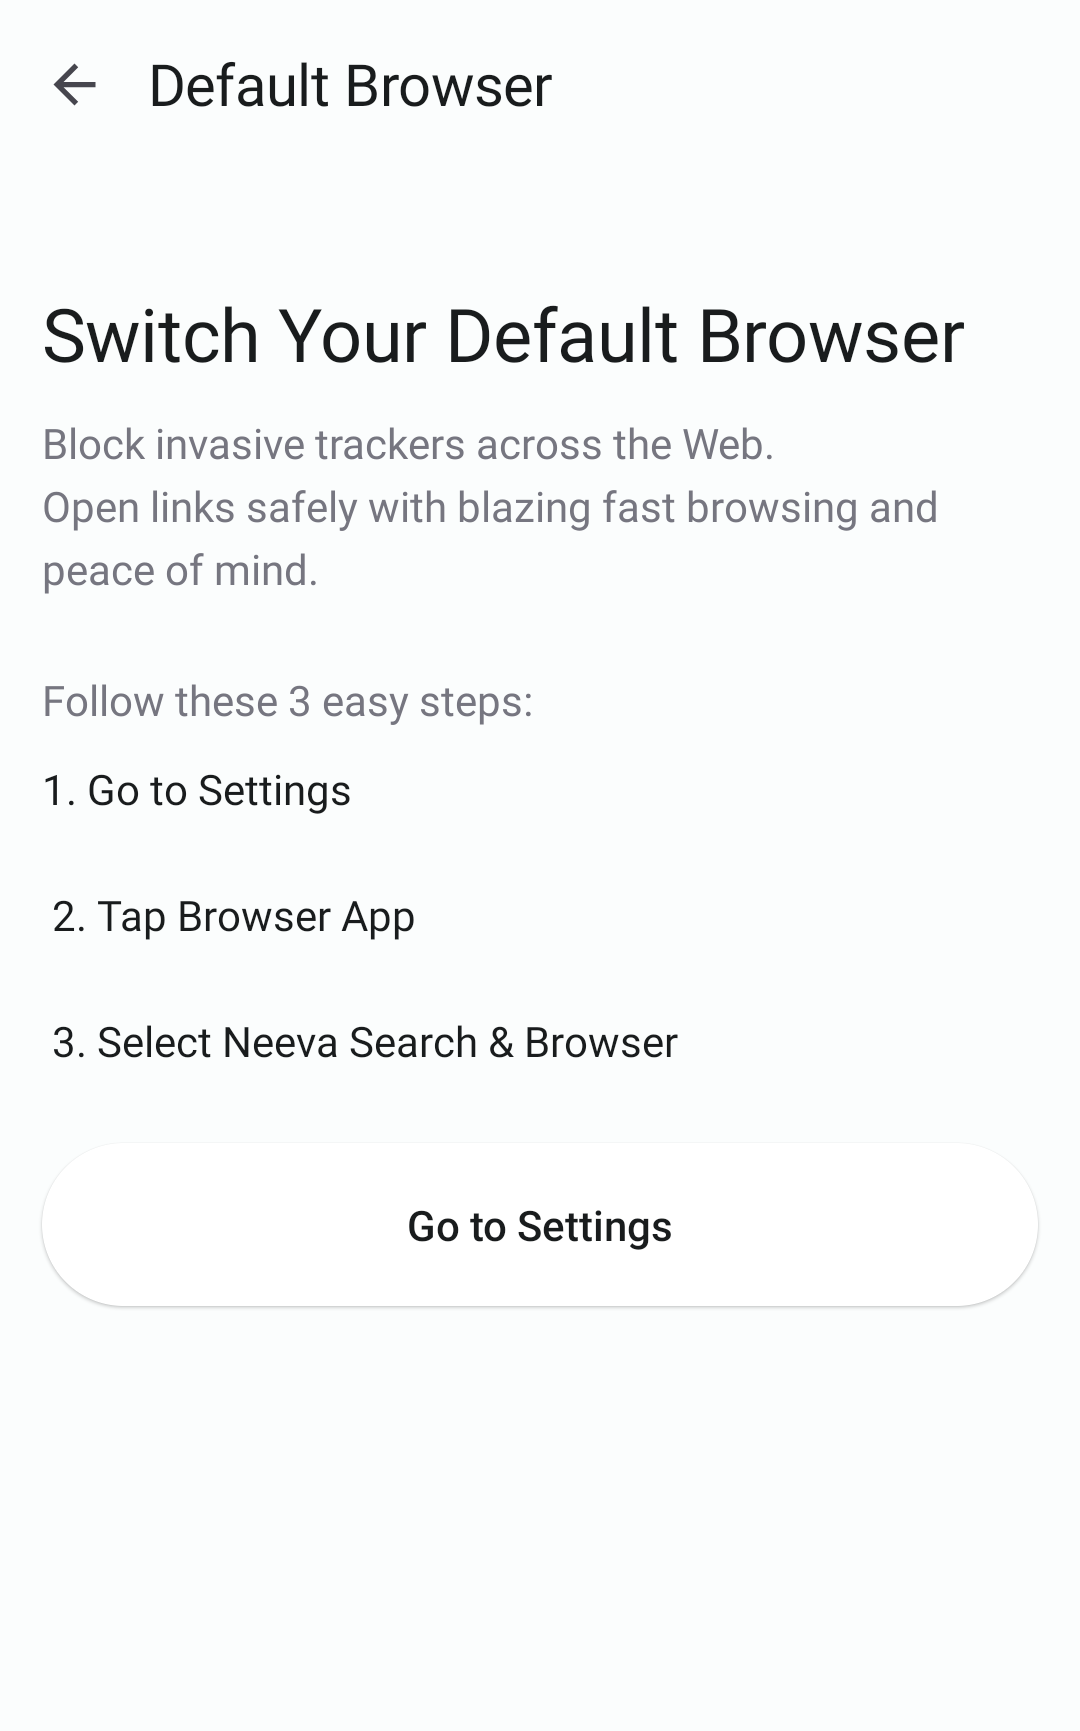 Default Browser
Switch Your Default Browser
Block invasive trackers across the Web.
Open links safely with blazing fast browsing and
peace of mind.
Follow these 3 easy steps:
1. Go to Settings
2. Tap Browser App
3. Select Neeva Search & Browser
Go to Settings